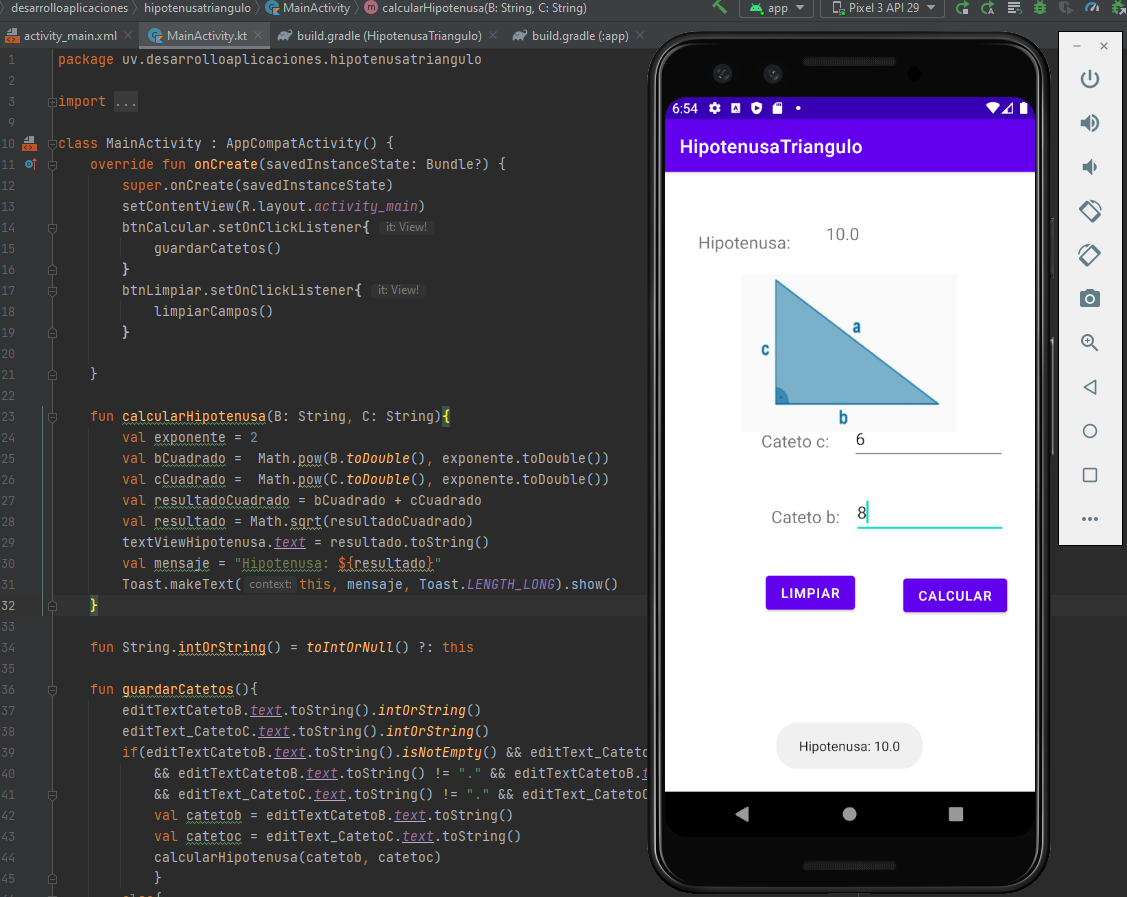 desarrolloaplicaciones hipotenusatriangulo MainActivity calcularHipotenusa(B: String, C: String) app Pixel 3 API 29
activity_main.xml MainActivity.kt build.gradle (HipotenusaTriangulo) build.gradle (:app)
1 package uv.desarrolloaplicaciones.hipotenusatriangulo
2
3 import ...
9
10 class MainActivity : AppCompatActivity() {
11 override fun onCreate(savedInstanceState: Bundle?) {
12 super.onCreate(savedInstanceState)
13 setContentView(R.layout.activity_main)
14 btnCalcular.setOnClickListener{ it: View!
15 guardarCatetos()
16 }
17 btnLimpiar.setOnClickListener{ it: View!
18 limpiarCampos()
19 }
20
21 }
22
23 fun calcularHipotenusa(B: String, C: String){
24 val exponente = 2
25 val bCuadrado = Math.pow(B.toDouble(), exponente.toDouble())
26 val cCuadrado = Math.pow(C.toDouble(), exponente.toDouble())
27 val resultadoCuadrado = bCuadrado + cCuadrado
28 val resultado = Math.sqrt(resultadoCuadrado)
29 textViewHipotenusa.text = resultado.toString()
30 val mensaje = "Hipotenusa: ${resultado}"
31 Toast.makeText( context: this, mensaje, Toast.LENGTH_LONG).show()
32 }
33
34 fun String.intOrString() = toIntOrNull() ?: this
35
36 fun guardarCatetos(){
37 editTextCatetoB.text.toString().intOrString()
38 editText_CatetoC.text.toString().intOrString()
39 if(editTextCatetoB.text.toString().isNotEmpty() && editText_Cateto
40 && editTextCatetoB.text.toString() != "." && editTextCatetoB.
41 && editText_CatetoC.text.toString() != "." && editText_Cateto
42 val catetob = editTextCatetoB.text.toString()
43 val catetoc = editText_CatetoC.text.toString()
44 calcularHipotenusa(catetob, catetoc)
45 }
6:54
HipotenusaTriangulo
Hipotenusa: 10.0
a
c
b
Cateto c: 6
Cateto b: 8
LIMPIAR CALCULAR
Hipotenusa: 10.0